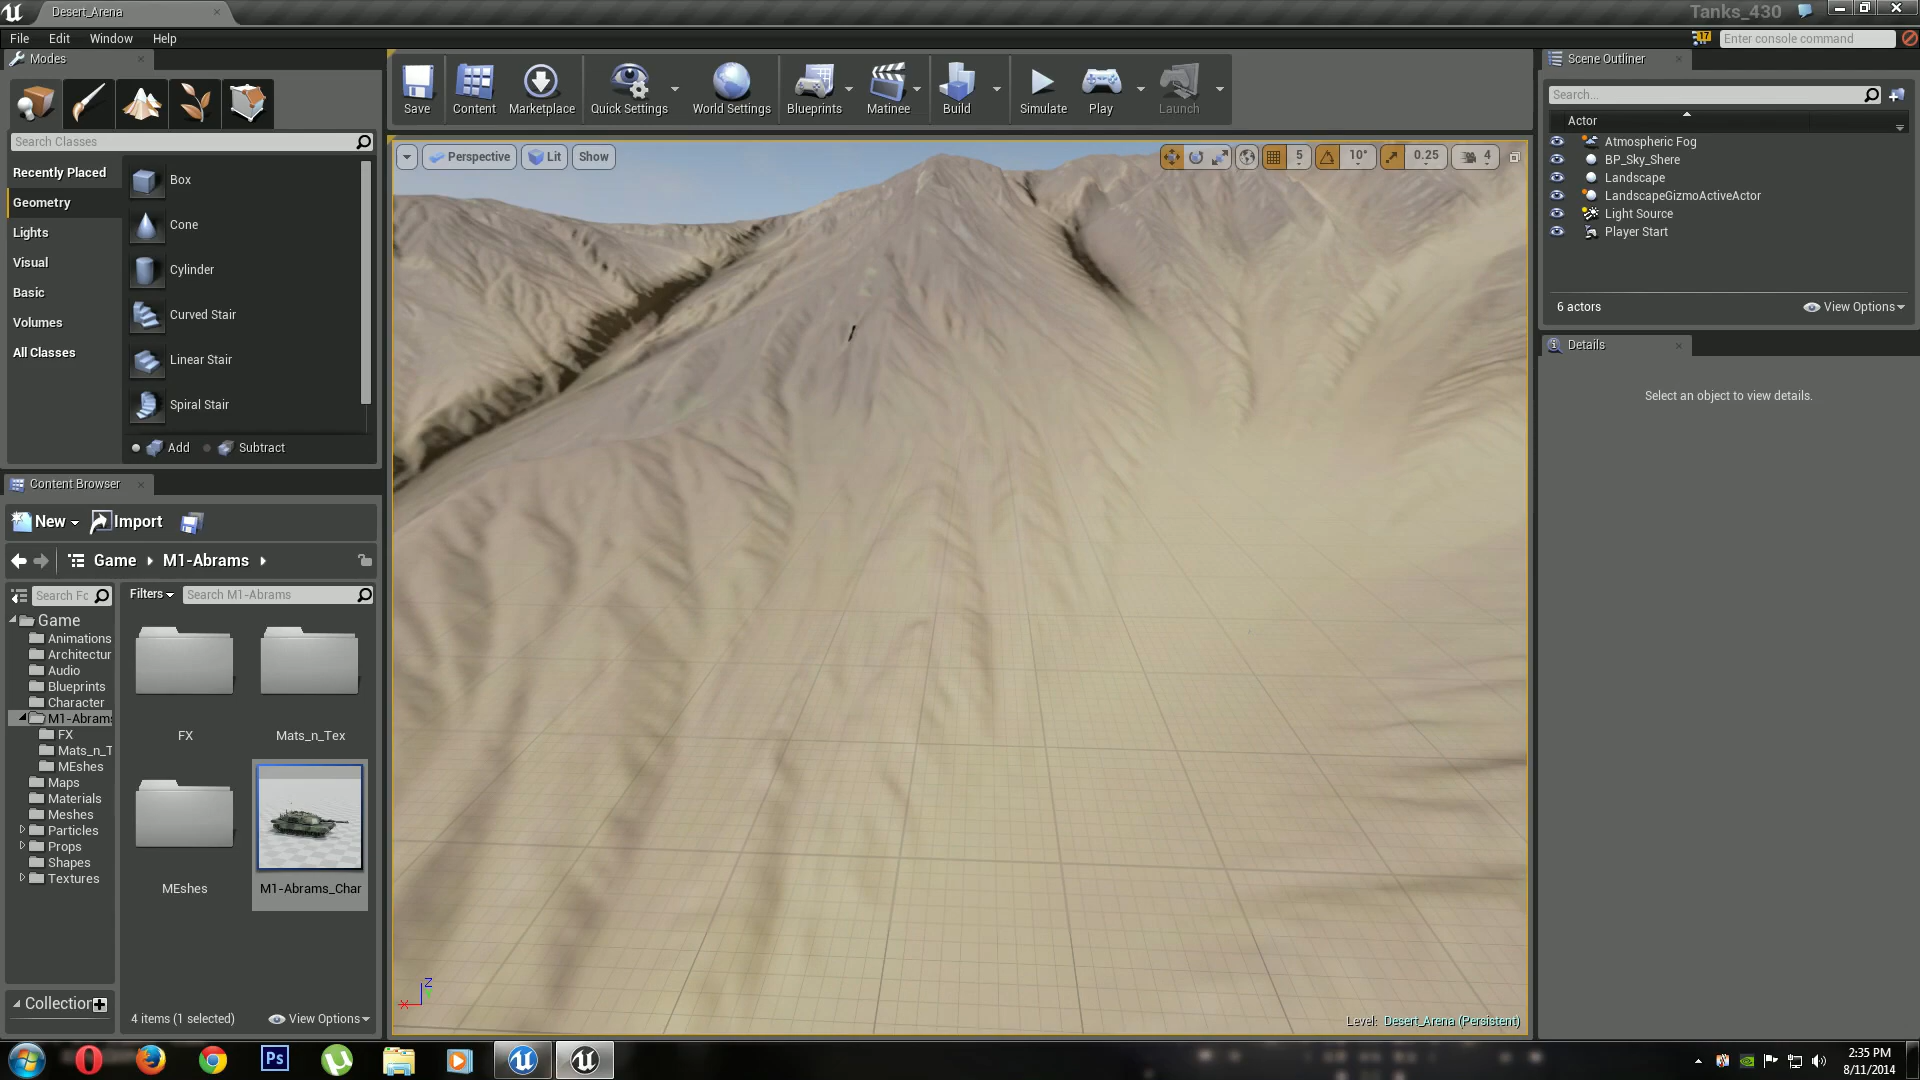 Desert_Arena
Tanks_430
File Edit Window Help
17
Enter console command
Modes
Search Classes
Recently Placed
Geometry
Lights
Visual
Basic
Volumes
All Classes
Box
Cone
Cylinder
Curved Stair
Linear Stair
Spiral Stair
Add
Subtract
Save
Content
Marketplace
Quick Settings
World Settings
Blueprints
Matinee
Build
Simulate
Play
Launch
Perspective
Lit
Show
5
10°
0.25
4
Z
X
Level: Desert_Arena (Persistent)
Content Browser
New
Import
Game
M1-Abrams
Search Fc
Filters
Search M1-Abrams
Game
Animations
Architectur
Audio
Blueprints
Character
M1-Abrams
FX
Mats_n_T
MEshes
Maps
Materials
Meshes
Particles
Props
Shapes
Textures
Collection
FX
Mats_n_Tex
MEshes
M1-Abrams_Char
4 items (1 selected)
View Options
Scene Outliner
Search...
Actor
Atmospheric Fog
BP_Sky_Shere
Landscape
LandscapeGizmoActiveActor
Light Source
Player Start
6 actors
View Options
Details
Select an object to view details.
Ps
2:35 PM
8/11/2014